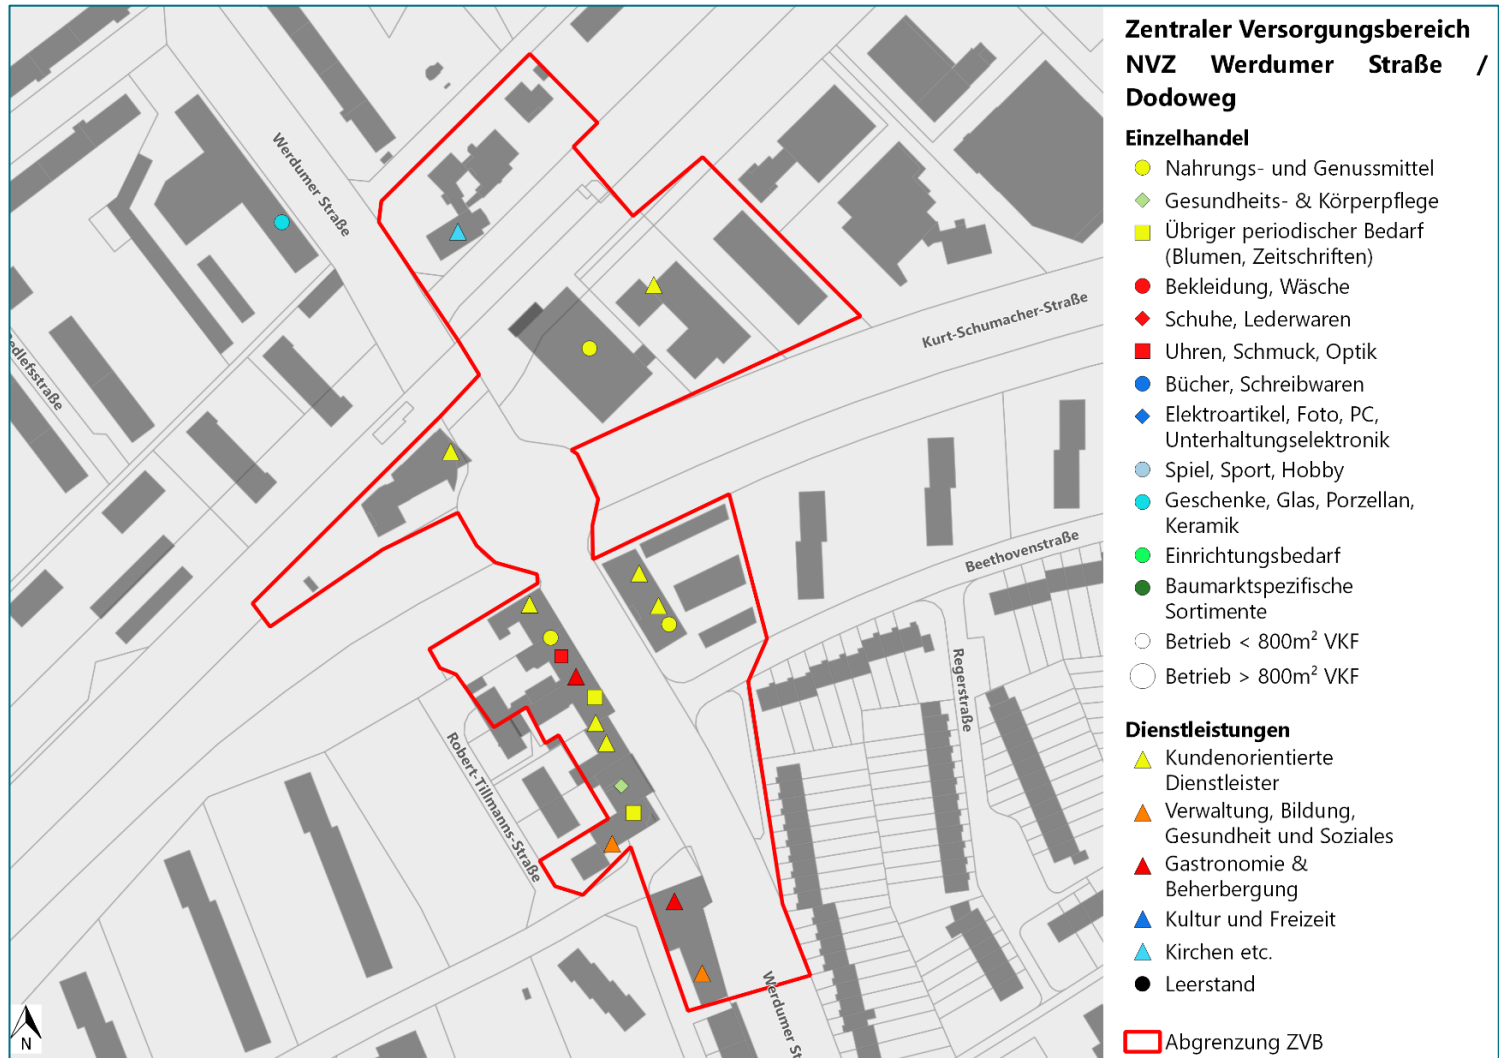 Zentraler Versorgungsbereich
NVZ Werdumer Straße /
Dodoweg
Einzelhandel
Nahrungs- und Genussmittel
Gesundheits- & Körperpflege
Übriger periodischer Bedarf
(Blumen, Zeitschriften)
Bekleidung, Wäsche
Schuhe, Lederwaren
Uhren, Schmuck, Optik
Bücher, Schreibwaren
Elektroartikel, Foto, PC,
Unterhaltungselektronik
Spiel, Sport, Hobby
Geschenke, Glas, Porzellan,
Keramik
Einrichtungsbedarf
Baumarktspezifische
Sortimente
Betrieb < 800m² VKF
Betrieb > 800m² VKF
Dienstleistungen
Kundenorientierte
Dienstleister
Verwaltung, Bildung,
Gesundheit und Soziales
Gastronomie &
Beherbergung
Kultur und Freizeit
Kirchen etc.
Leerstand
Abgrenzung ZVB
Werdumer Straße
Kurt-Schumacher-Straße
Beethovenstraße
Regerstraße
Robert-Tillmanns-Straße
Werdumer St
N